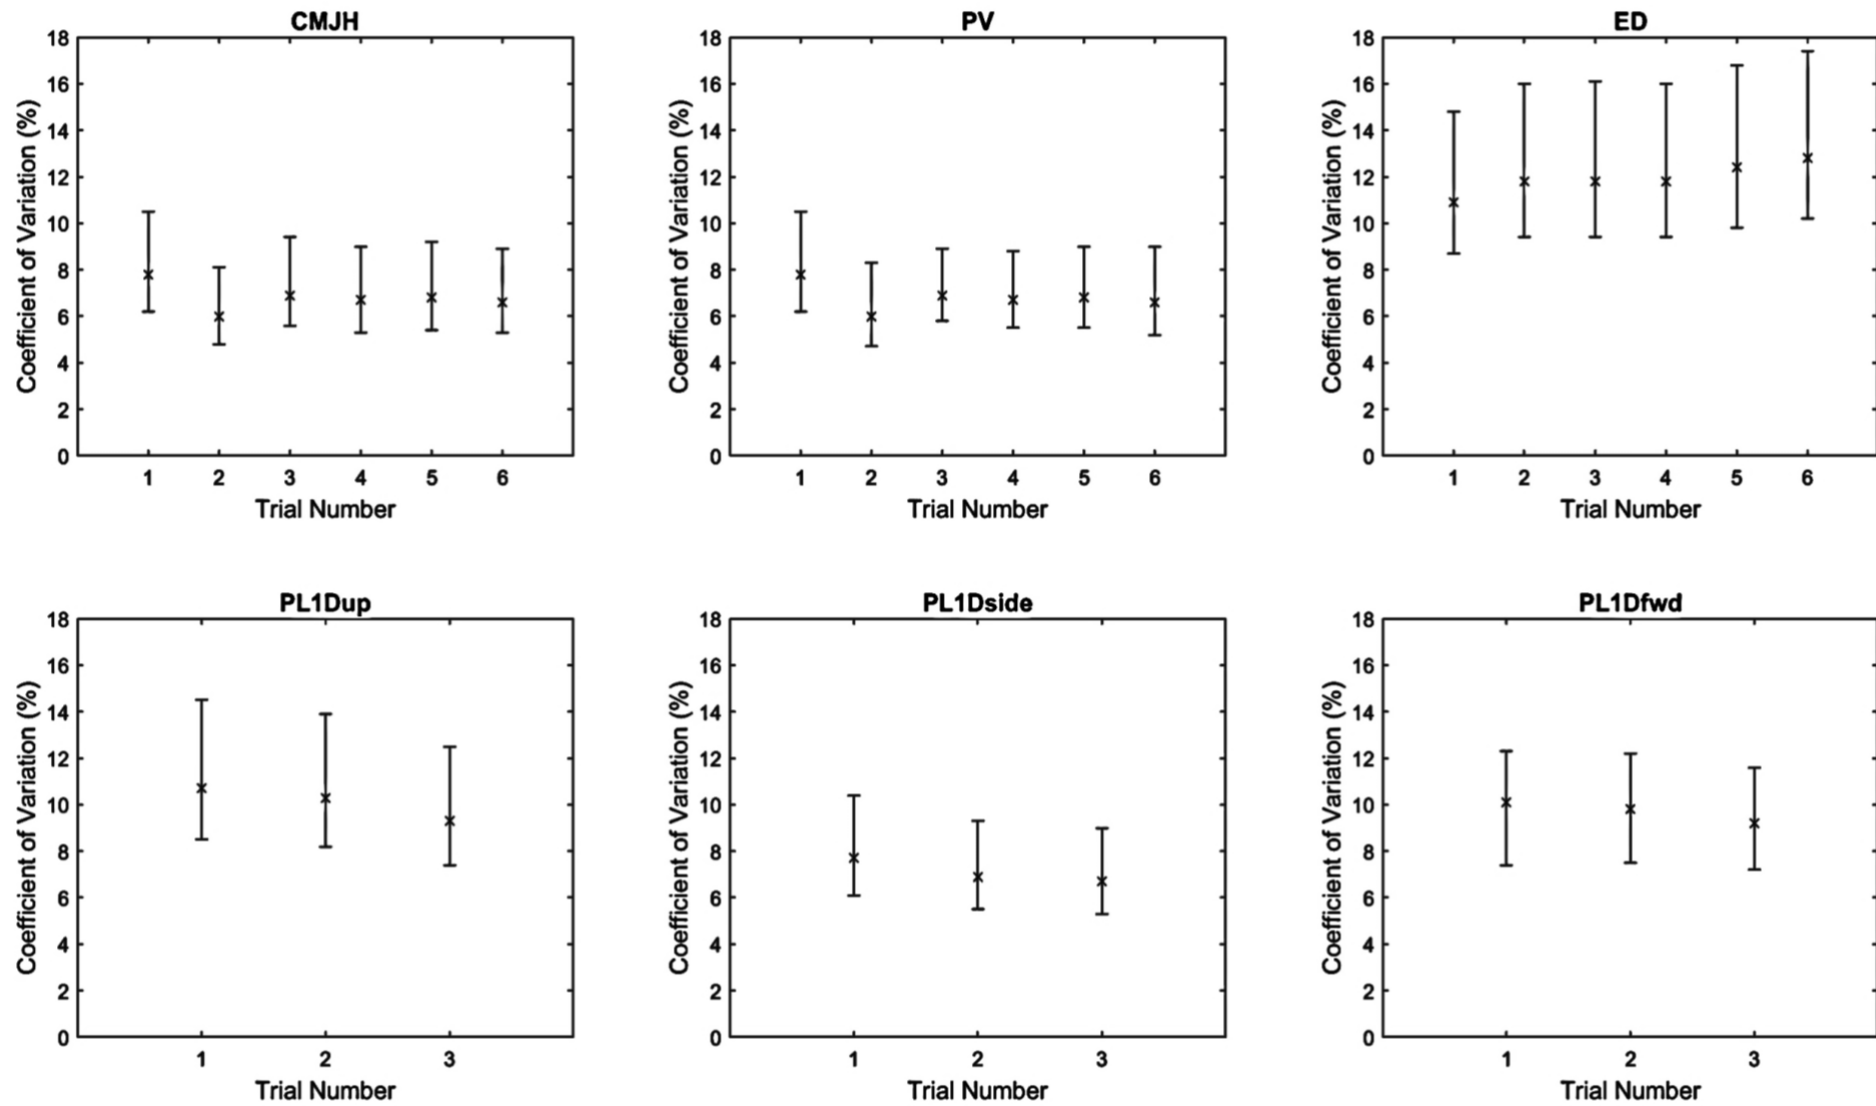 CMJH
18
16
14
12
10
8
6
4
2
0
Coefficient of Variation (%)
1 2 3 4 5 6
Trial Number
PV
18
16
14
12
10
8
6
4
2
0
Coefficient of Variation (%)
1 2 3 4 5 6
Trial Number
ED
18
16
14
12
10
8
6
4
2
0
Coefficient of Variation (%)
1 2 3 4 5 6
Trial Number
PL1Dup
18
16
14
12
10
8
6
4
2
0
Coefficient of Variation (%)
1 2 3
Trial Number
PL1Dside
18
16
14
12
10
8
6
4
2
0
Coefficient of Variation (%)
1 2 3
Trial Number
PL1Dfwd
18
16
14
12
10
8
6
4
2
0
Coefficient of Variation (%)
1 2 3
Trial Number